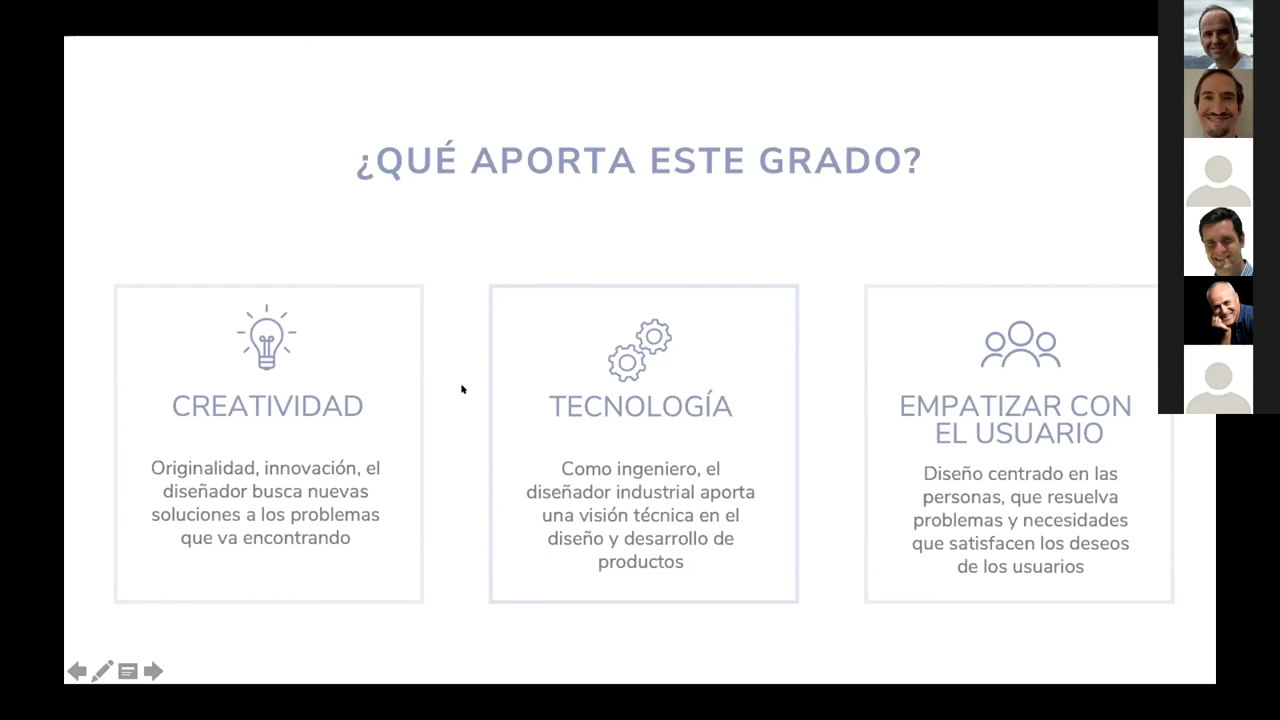 ¿QUÉ APORTA ESTE GRADO?
CREATIVIDAD
Originalidad, innovación, el
diseñador busca nuevas
soluciones a los problemas
que va encontrando
TECNOLOGÍA
Como ingeniero, el
diseñador industrial aporta
una visión técnica en el
diseño y desarrollo de
productos
EMPATIZAR CON
EL USUARIO
Diseño centrado en las
personas, que resuelva
problemas y necesidades
que satisfacen los deseos
de los usuarios